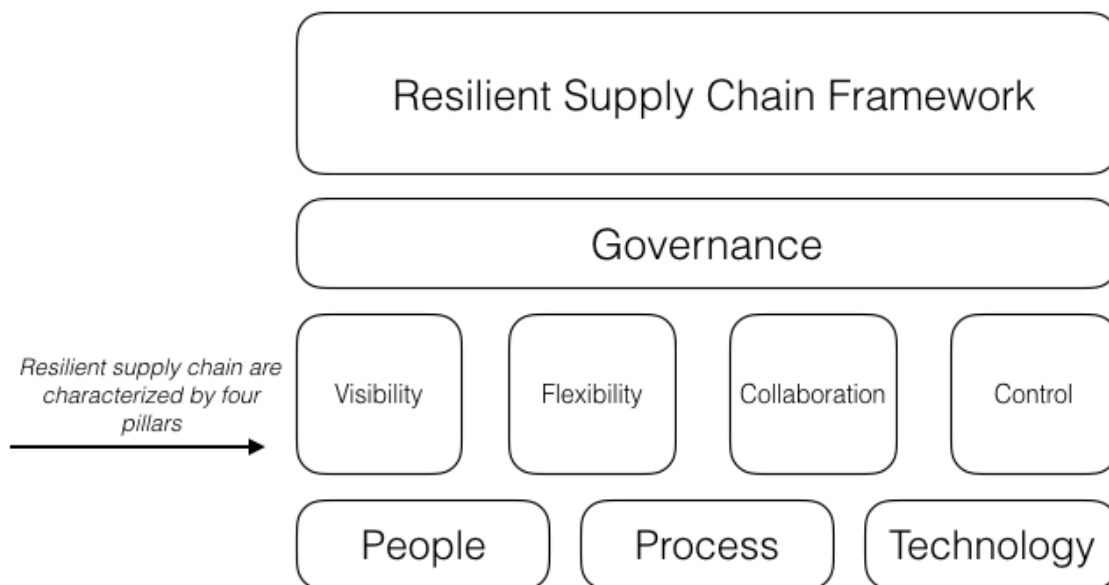 Resilient Supply Chain Framework
Governance
Resilient supply chain are
characterized by four
pillars
Visibility
Flexibility
Collaboration
Control
People
Process
Technology